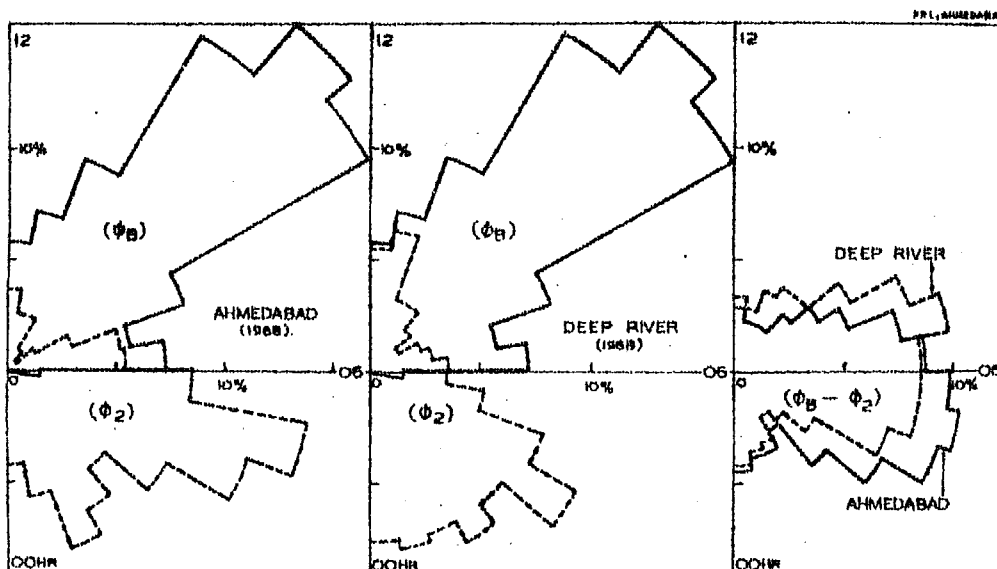 PRL, AHMEDABAD
12
10%
(ΦB)
AHMEDABAD
(1968).
0
10%
06
(Φ2)
00HR
12
10%
(ΦB)
DEEP RIVER
(1968)
0
10%
06
(Φ2)
00HR
12
10%
DEEP RIVER
0
10%
06
(ΦB – Φ2)
AHMEDABAD
00HR